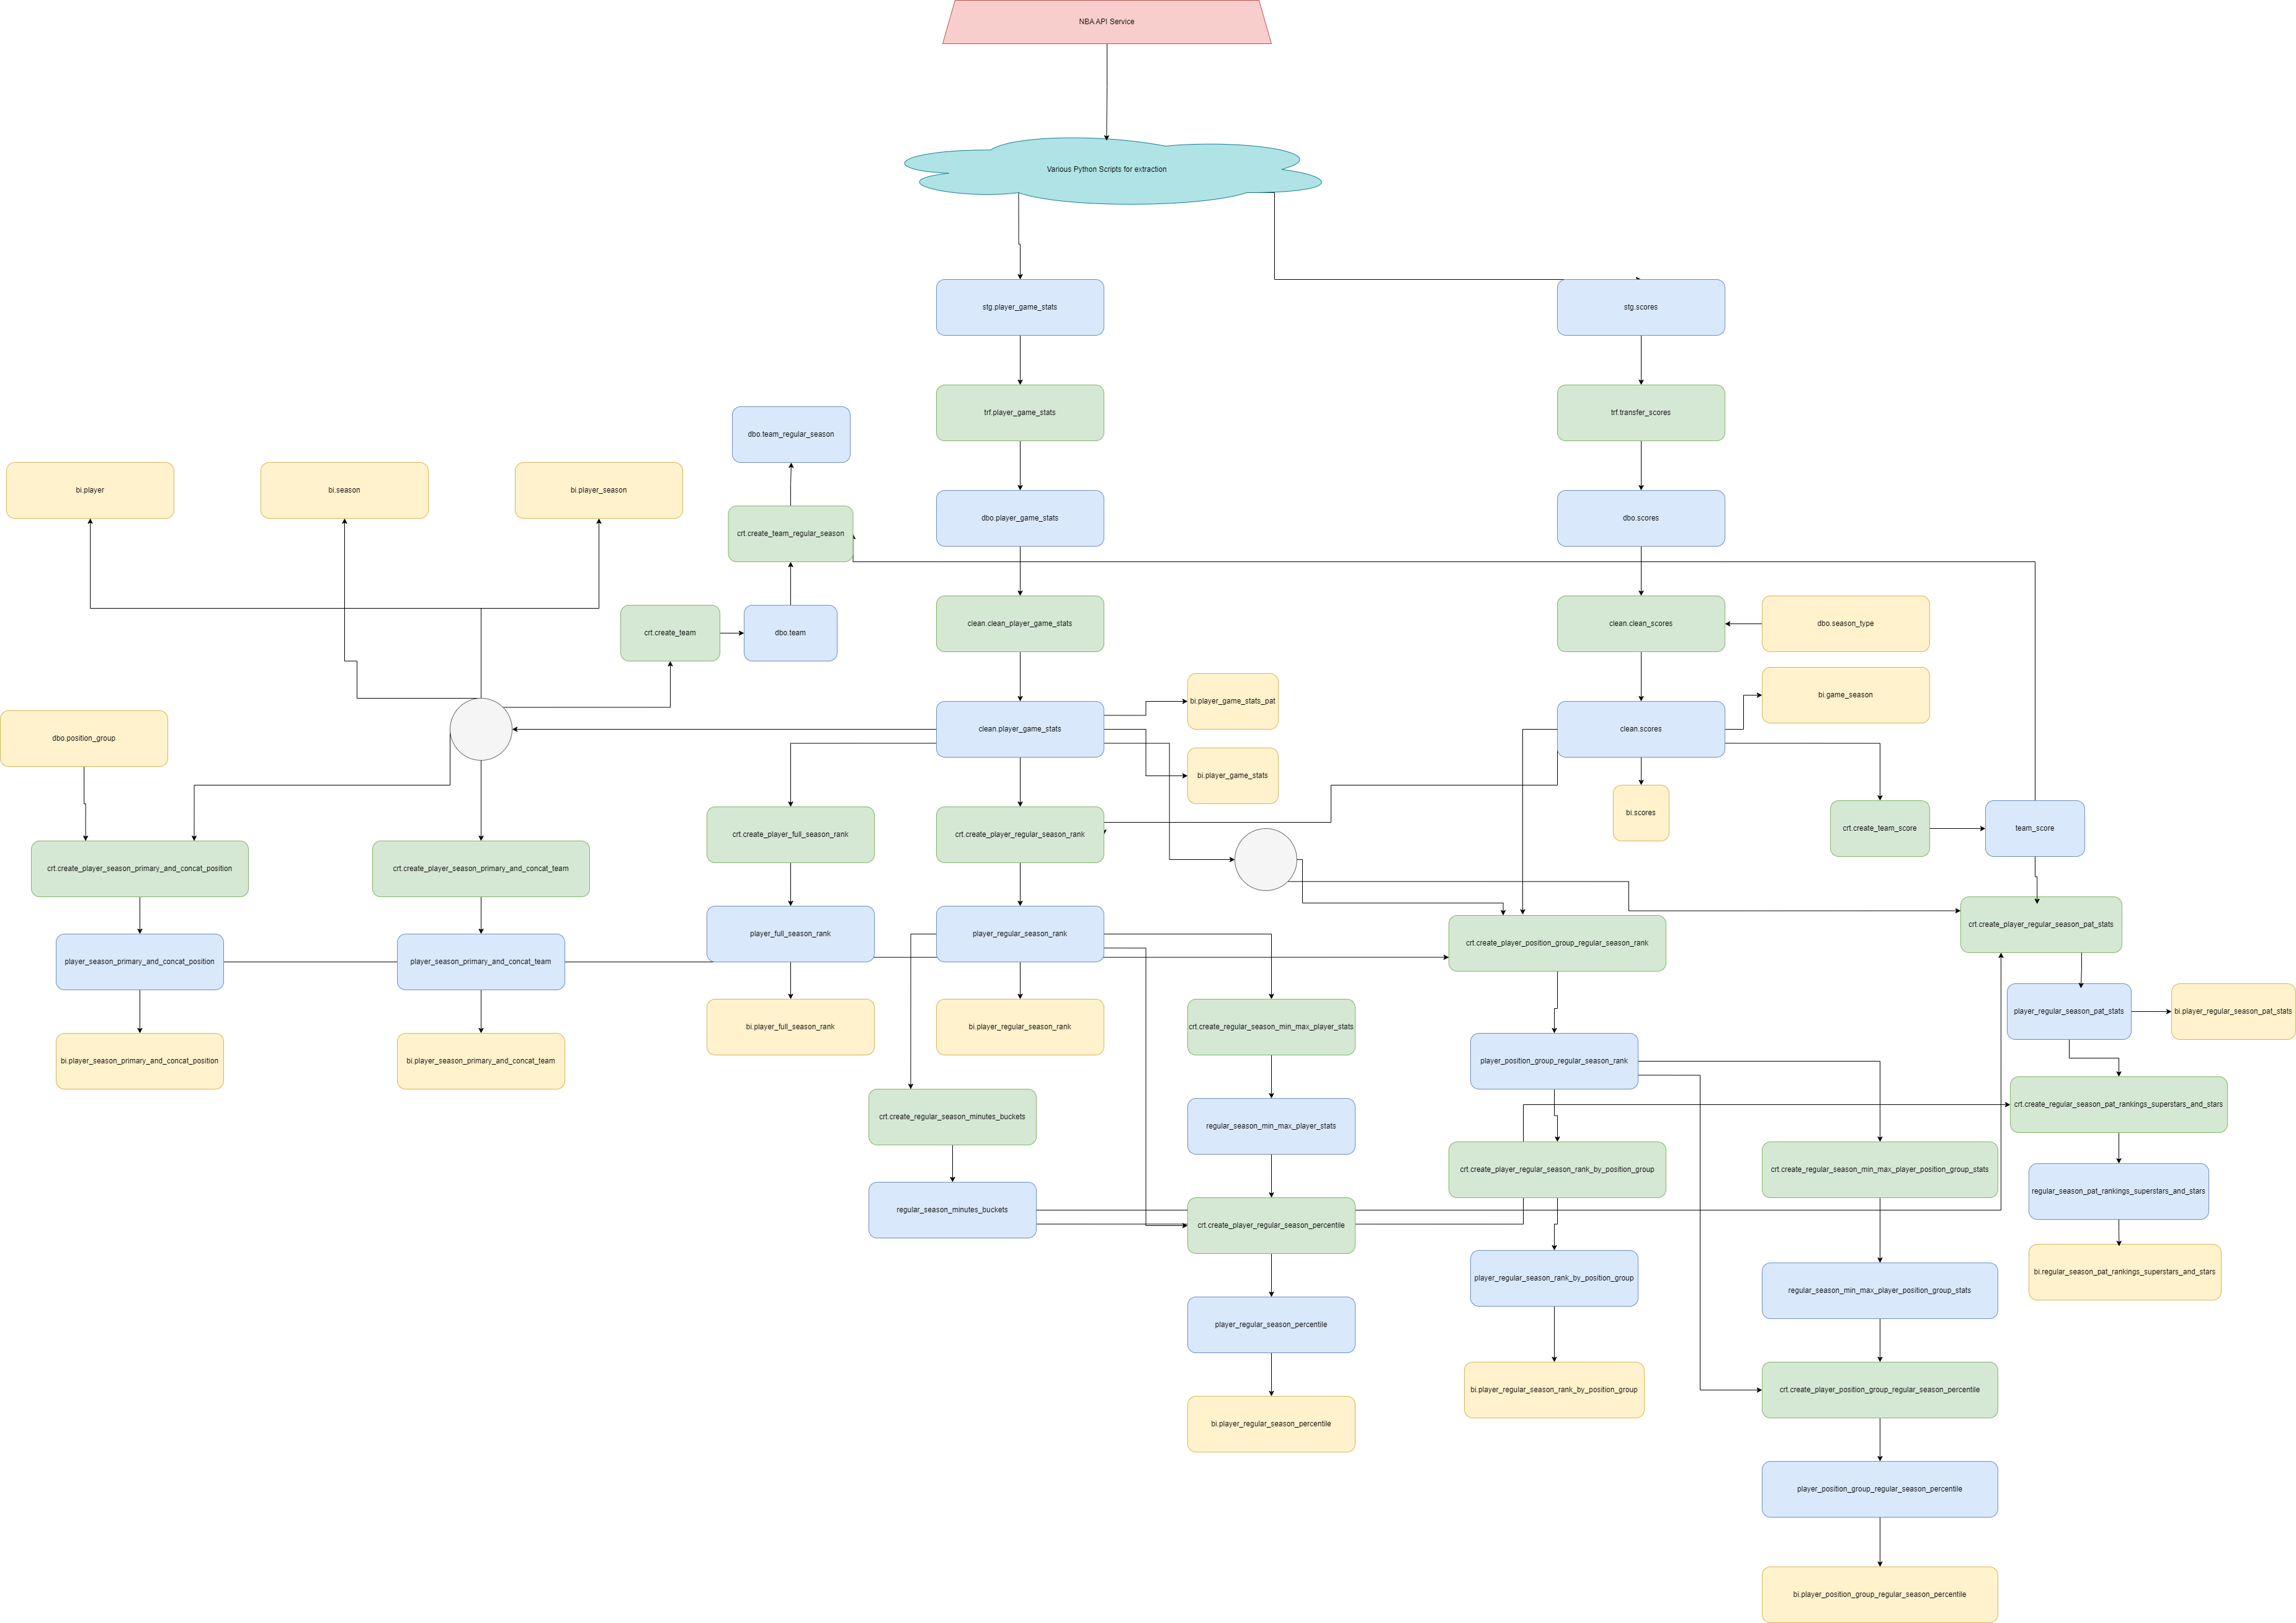 NBA API Service
Various Python Scripts for extraction
stg.player_game_stats
stg.scores
trf.player_game_stats
trf.transfer_scores
dbo.team_regular_season
bi.player
bi.season
bi.player_season
dbo.player_game_stats
dbo.scores
crt.create_team_regular_season
crt.create_team
dbo.team
clean.clean_player_game_stats
clean.clean_scores
dbo.season_type
bi.player_game_stats_pat
bi.game_season
dbo.position_group
clean.player_game_stats
clean.scores
bi.player_game_stats
bi.scores
crt.create_player_full_season_rank
crt.create_player_regular_season_rank
crt.create_team_score
team_score
crt.create_player_season_primary_and_concat_position
crt.create_player_season_primary_and_concat_team
crt.create_player_regular_season_pat_stats
player_full_season_rank
player_regular_season_rank
crt.create_player_position_group_regular_season_rank
player_season_primary_and_concat_position
player_season_primary_and_concat_team
player_regular_season_pat_stats
bi.player_regular_season_pat_stats
bi.player_full_season_rank
bi.player_regular_season_rank
crt.create_regular_season_min_max_player_stats
bi.player_season_primary_and_concat_position
bi.player_season_primary_and_concat_team
player_position_group_regular_season_rank
crt.create_regular_season_pat_rankings_superstars_and_stars
crt.create_regular_season_minutes_buckets
regular_season_min_max_player_stats
crt.create_player_regular_season_rank_by_position_group
crt.create_regular_season_min_max_player_position_group_stats
regular_season_pat_rankings_superstars_and_stars
regular_season_minutes_buckets
crt.create_player_regular_season_percentile
bi.regular_season_pat_rankings_superstars_and_stars
player_regular_season_rank_by_position_group
regular_season_min_max_player_position_group_stats
player_regular_season_percentile
bi.player_regular_season_rank_by_position_group
crt.create_player_position_group_regular_season_percentile
bi.player_regular_season_percentile
player_position_group_regular_season_percentile
bi.player_position_group_regular_season_percentile